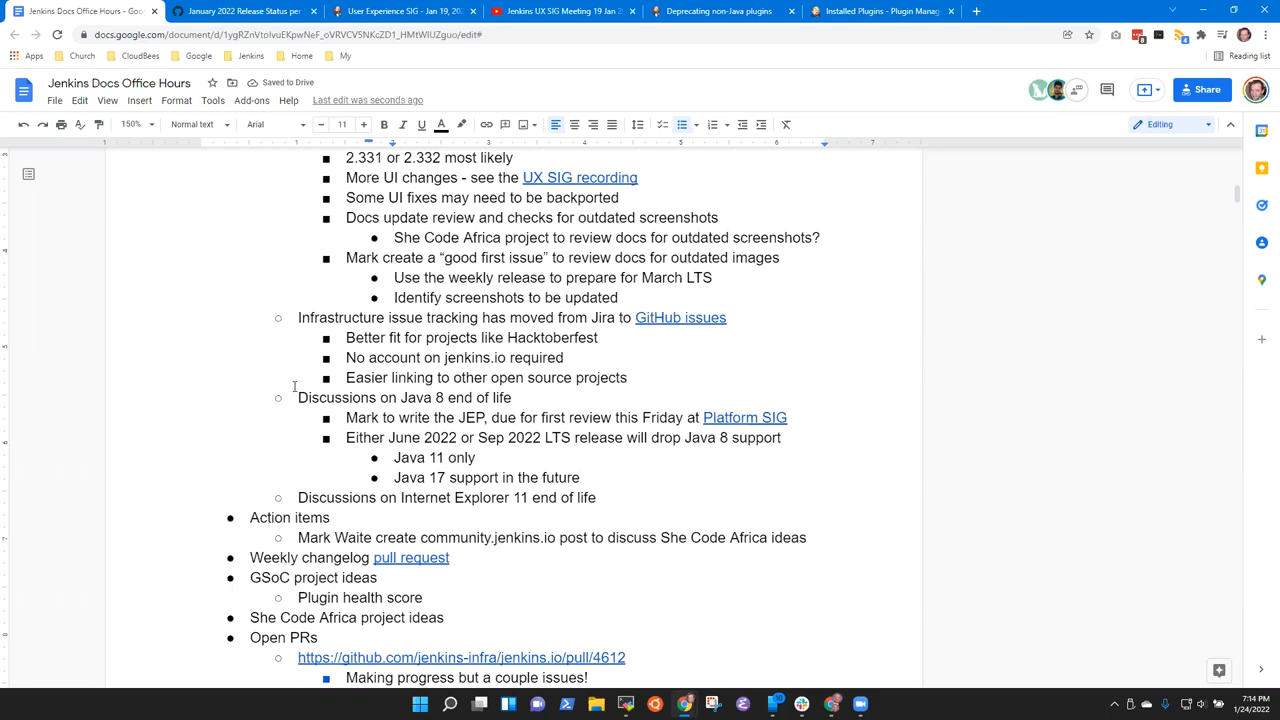 Jenkins Docs Office Hours - Goo
January 2022 Release Status per
User Experience SIG - Jan 19, 202
Jenkins UX SIG Meeting 19 Jan 2
Deprecating non-Java plugins
Installed Plugins - Plugin Manag
docs.google.com/document/d/1ygRZnVtoIvuEKpwNeF_oVRVCV5NKcZD1_HMtWIUZguo/edit#
Apps
Church
CloudBees
Google
Jenkins
Home
My
Reading list
Jenkins Docs Office Hours
Saved to Drive
File Edit View Insert Format Tools Add-ons Help Last edit was seconds ago
Share
150% Normal text Arial 11 Editing
2.331 or 2.332 most likely
More UI changes - see the UX SIG recording
Some UI fixes may need to be backported
Docs update review and checks for outdated screenshots
She Code Africa project to review docs for outdated screenshots?
Mark create a “good first issue” to review docs for outdated images
Use the weekly release to prepare for March LTS
Identify screenshots to be updated
Infrastructure issue tracking has moved from Jira to GitHub issues
Better fit for projects like Hacktoberfest
No account on jenkins.io required
Easier linking to other open source projects
Discussions on Java 8 end of life
Mark to write the JEP, due for first review this Friday at Platform SIG
Either June 2022 or Sep 2022 LTS release will drop Java 8 support
Java 11 only
Java 17 support in the future
Discussions on Internet Explorer 11 end of life
Action items
Mark Waite create community.jenkins.io post to discuss She Code Africa ideas
Weekly changelog pull request
GSoC project ideas
Plugin health score
She Code Africa project ideas
Open PRs
https://github.com/jenkins-infra/jenkins.io/pull/4612
Making progress but a couple issues!
7:14 PM
1/24/2022